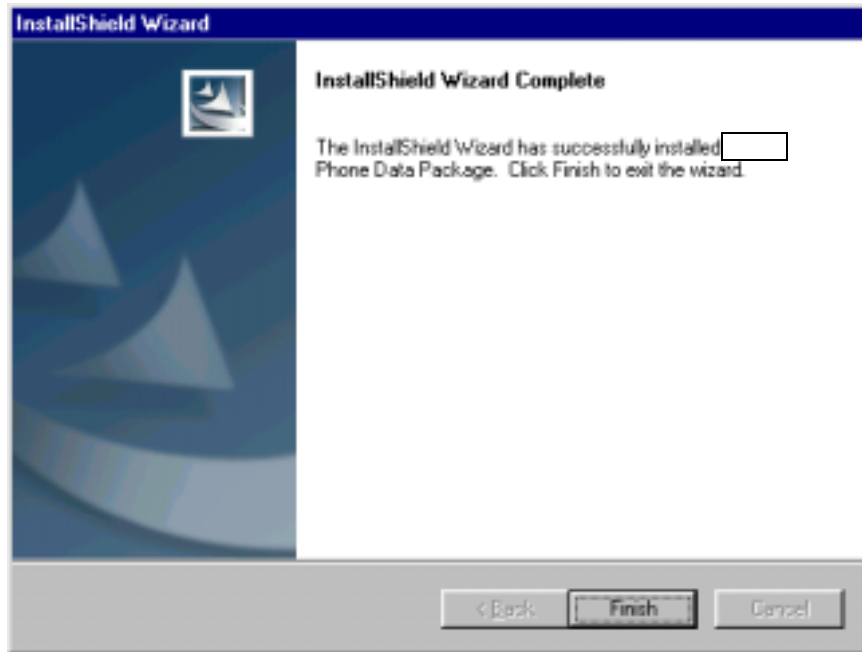 InstallShield Wizard
InstallShield Wizard Complete
The InstallShield Wizard has successfully installed
Phone Data Package. Click Finish to exit the wizard.
< Back Finish Cancel